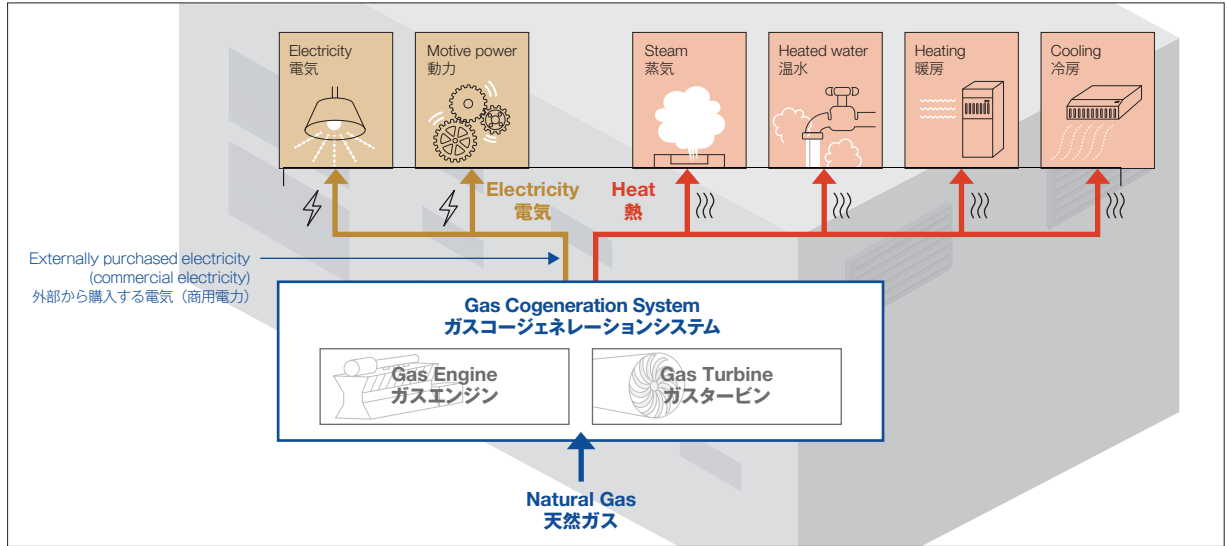 Electricity
電気
Motive power
動力
Steam
蒸気
Heated water
温水
Heating
暖房
Cooling
冷房
Electricity
電気
Heat
熱
Externally purchased electricity
(commercial electricity)
外部から購入する電気（商用電力）
Gas Cogeneration System
ガスコージェネレーションシステム
Gas Engine
ガスエンジン
Gas Turbine
ガスタービン
Natural Gas
天然ガス